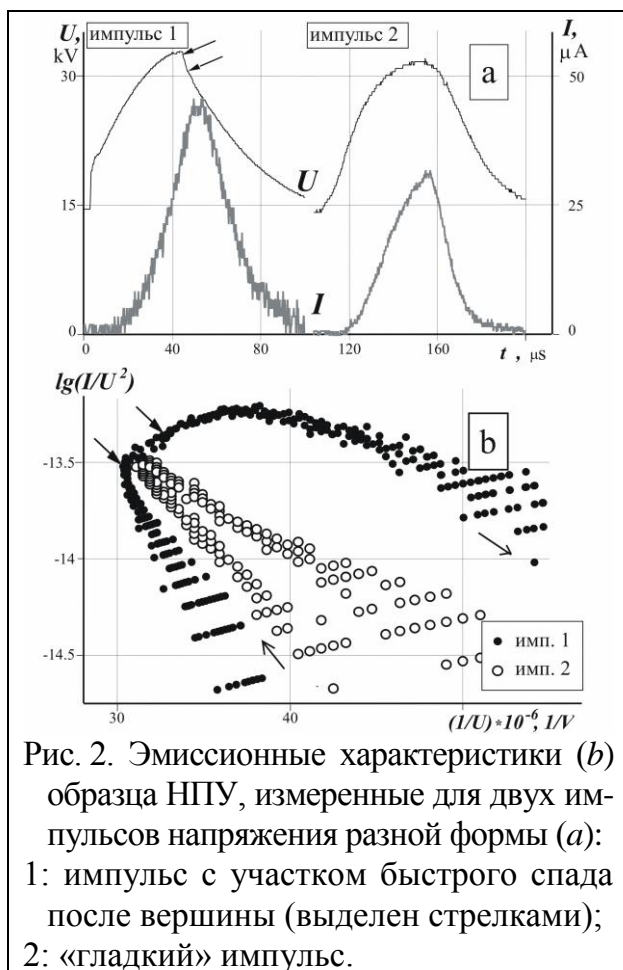 U, kV
импульс 1
импульс 2
I, μA
a
30
50
15
25
U
I
0
0
0
40
80
120
160
t , μs
lg(I/U²)
b
-13.5
-14
-14.5
имп. 1
имп. 2
30
40
(1/U)*10⁻⁶, 1/V
Рис. 2. Эмиссионные характеристики (b)
образца НПУ, измеренные для двух им-
пульсов напряжения разной формы (a):
1: импульс с участком быстрого спада
после вершины (выделен стрелками);
2: «гладкий» импульс.